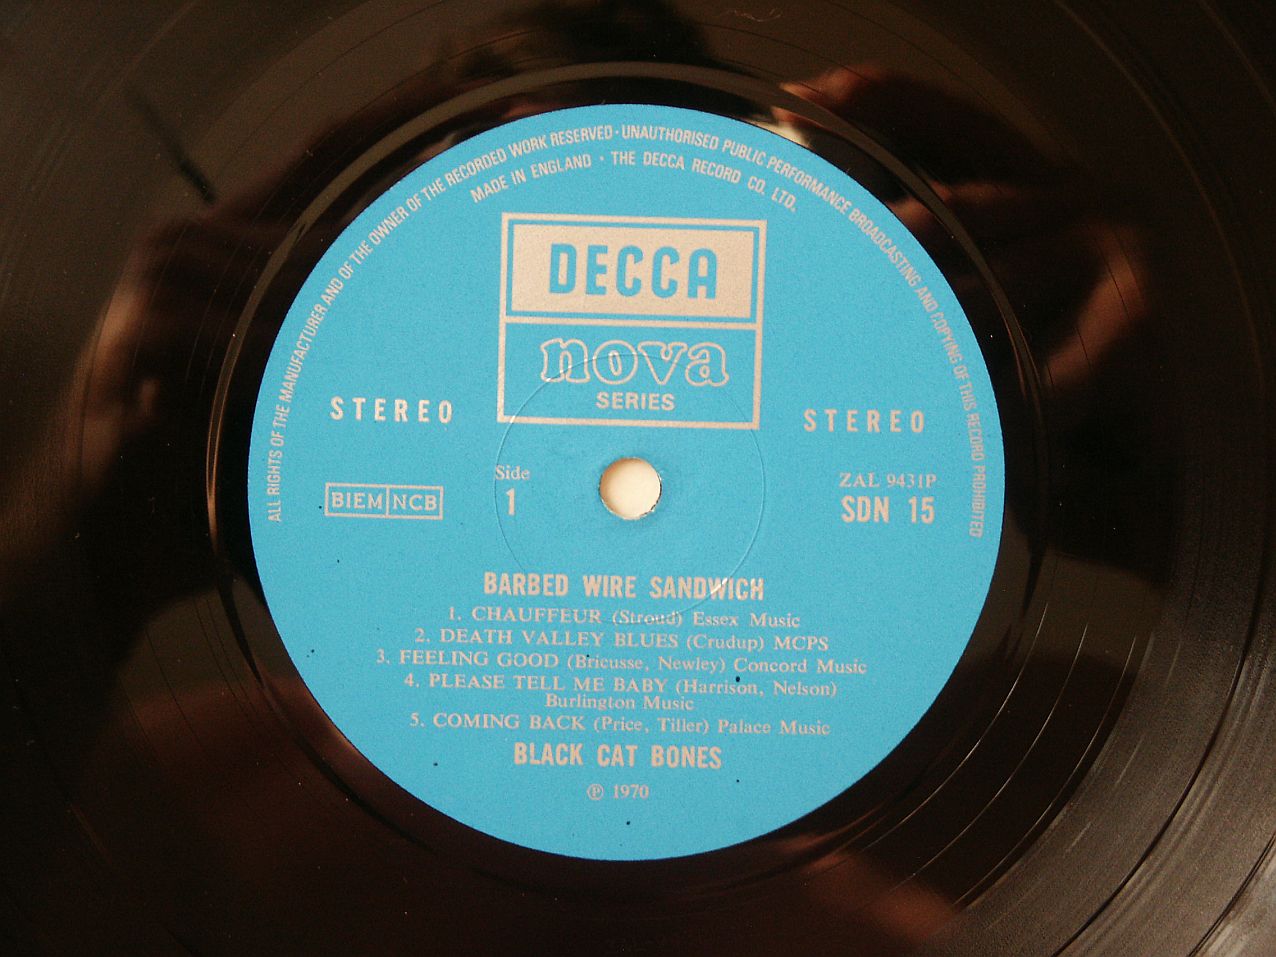 ALL RIGHTS OF THE MANUFACTURER AND OF THE OWNER OF THE RECORDED WORK RESERVED · UNAUTHORISED PUBLIC PERFORMANCE BROADCASTING AND COPYING OF THIS RECORD PROHIBITED
MADE IN ENGLAND · THE DECCA RECORD CO. LTD.
DECCA
nova
SERIES
STEREO STEREO
Side
1
BIEM NCB
ZAL 9431P
SDN 15
BARBED WIRE SANDWICH
1. CHAUFFEUR (Stroud) Essex Music
2. DEATH VALLEY BLUES (Crudup) MCPS
3. FEELING GOOD (Bricusse, Newley) Concord Music
4. PLEASE TELL ME BABY (Harrison, Nelson)
Burlington Music
5. COMING BACK (Price, Tiller) Palace Music
BLACK CAT BONES
℗ 1970